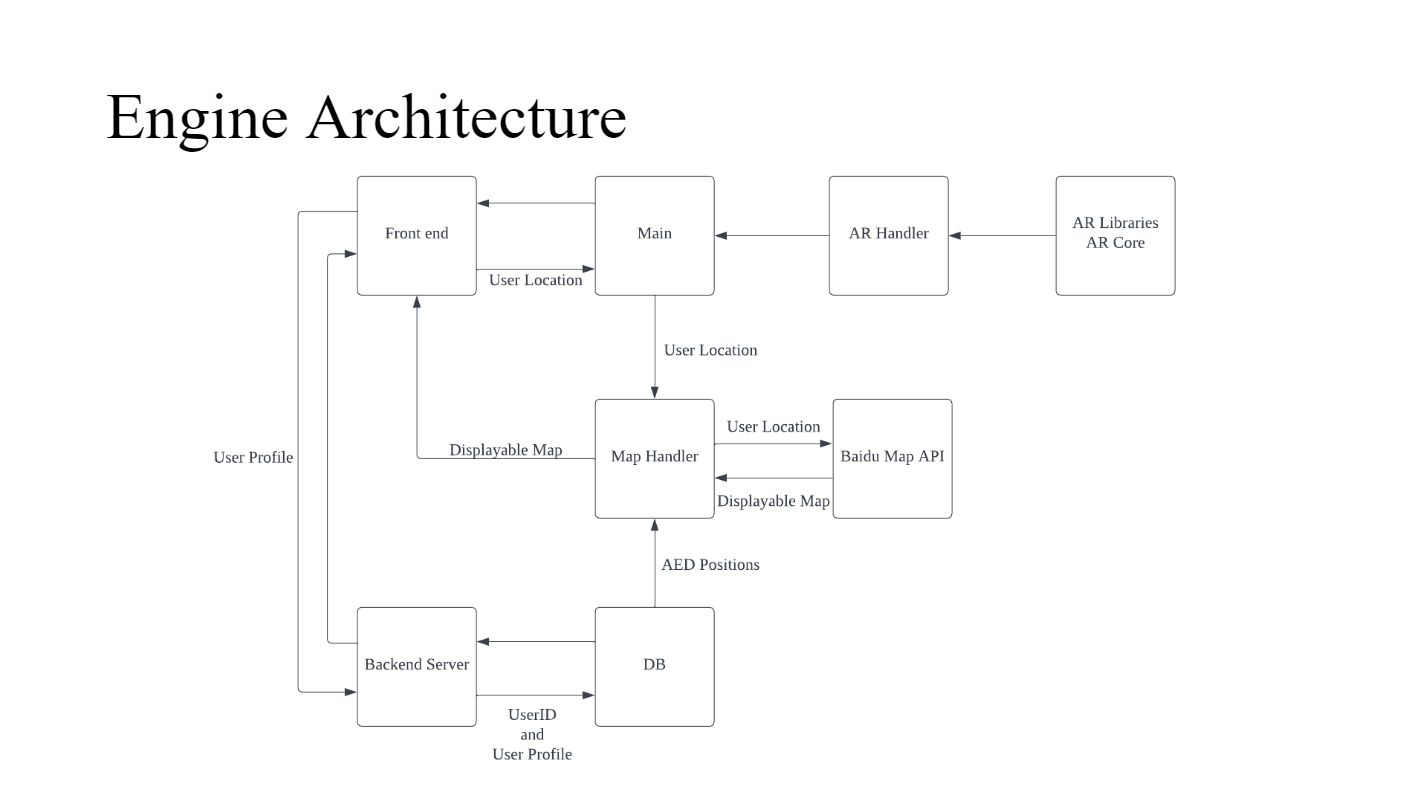 Engine Architecture
Front end
Main
AR Handler
AR Libraries
AR Core
User Location
User Location
User Location
Displayable Map
Map Handler
Baidu Map API
User Profile
Displayable Map
AED Positions
Backend Server
DB
UserID
and
User Profile